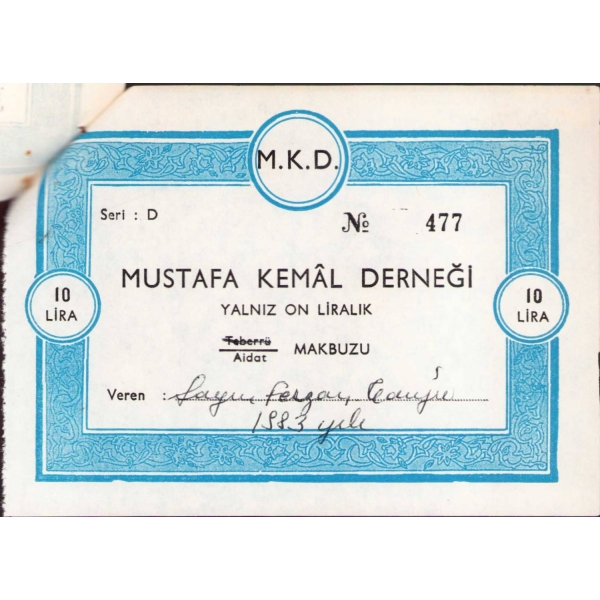 M.K.D.
Seri : D № 477
MUSTAFA KEMÂL DERNEĞİ
10 LİRA
YALNIZ ON LİRALIK
10 LİRA
Teberrü
Aidat MAKBUZU
Veren : Sayın
1983 yılı